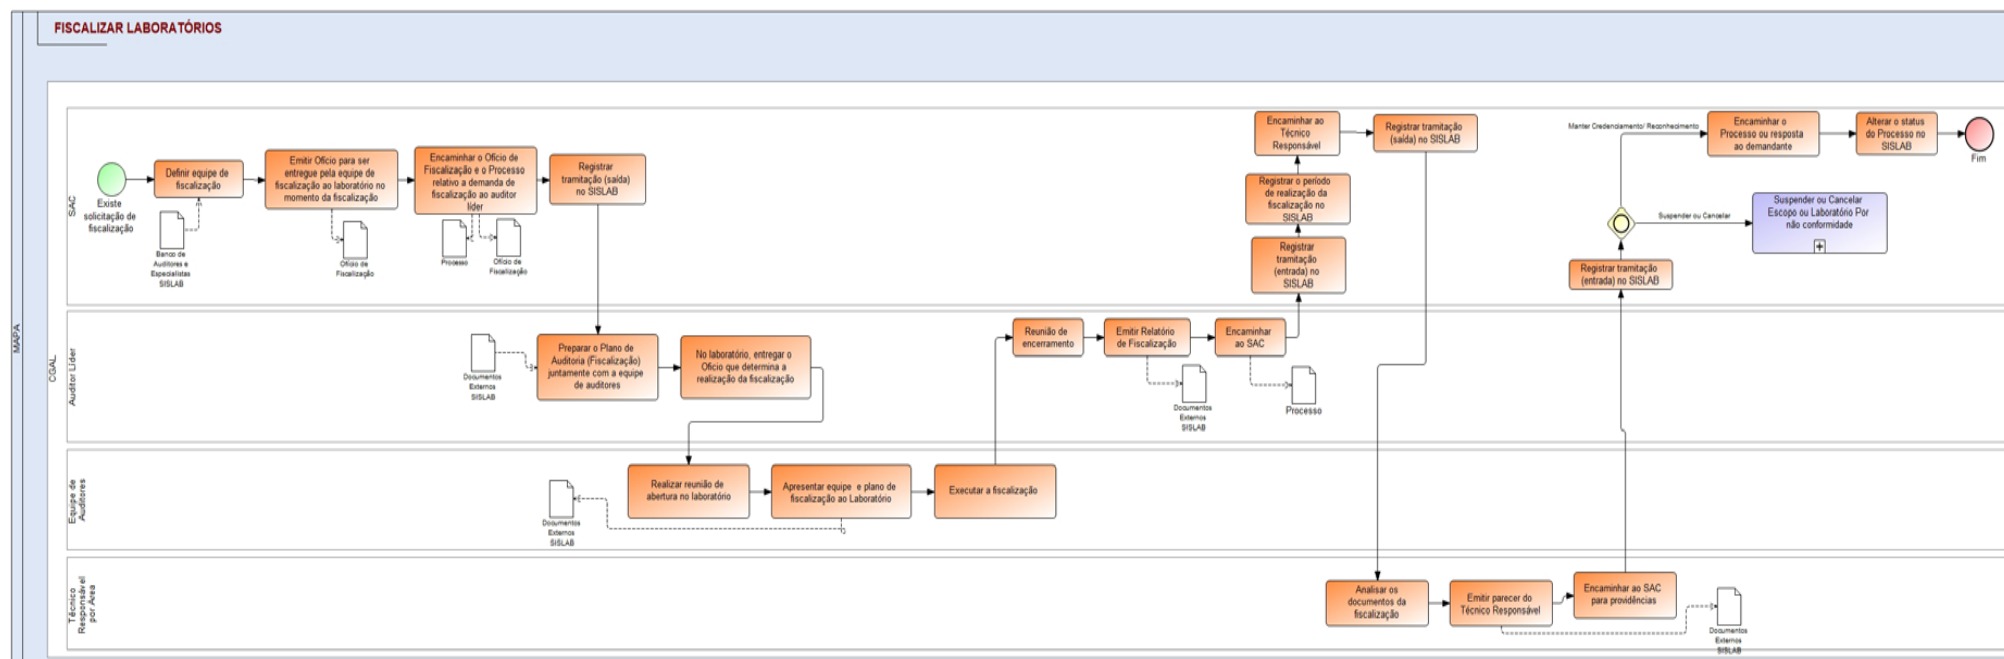 FISCALIZAR LABORATÓRIOS
MAPA
CGAL
SAC
Existe
solicitação de
fiscalização
Definir equipe de
fiscalização
Banco de
Auditores e
Especialistas
SISLAB
Emitir Ofício para ser
entregue pela equipe de
fiscalização ao laboratório no
momento da fiscalização
Ofício de
Fiscalização
Encaminhar o Ofício de
Fiscalização e o Processo
relativo a demanda de
fiscalização ao auditor
líder
Processo
Ofício de
Fiscalização
Registrar
tramitação (saída)
no SISLAB
Encaminhar ao
Técnico
Responsável
Registrar tramitação
(saída) no SISLAB
Registrar o período
de realização da
fiscalização no
SISLAB
Registrar
tramitação
(entrada) no
SISLAB
Manter Credenciamento/ Reconhecimento
Encaminhar o
Processo ou resposta
ao demandante
Alterar o status
do Processo no
SISLAB
Fim
Suspender ou Cancelar
Suspender ou Cancelar
Escopo ou Laboratório Por
não conformidade
Registrar tramitação
(entrada) no SISLAB
Auditor Líder
Documentos
Externos
SISLAB
Preparar o Plano de
Auditoria (Fiscalização)
juntamente com a equipe
de auditores
No laboratório, entregar o
Ofício que determina a
realização da fiscalização
Reunião de
encerramento
Emitir Relatório
de Fiscalização
Encaminhar
ao SAC
Documentos
Externos
SISLAB
Processo
Equipe de
Auditores
Documentos
Externos
SISLAB
Realizar reunião de
abertura no laboratório
Apresentar equipe e plano de
fiscalização ao Laboratório
Executar a fiscalização
Técnico
Responsável
por Área
Analisar os
documentos da
fiscalização
Emitir parecer do
Técnico Responsável
Encaminhar ao SAC
para providências
Documentos
Externos
SISLAB